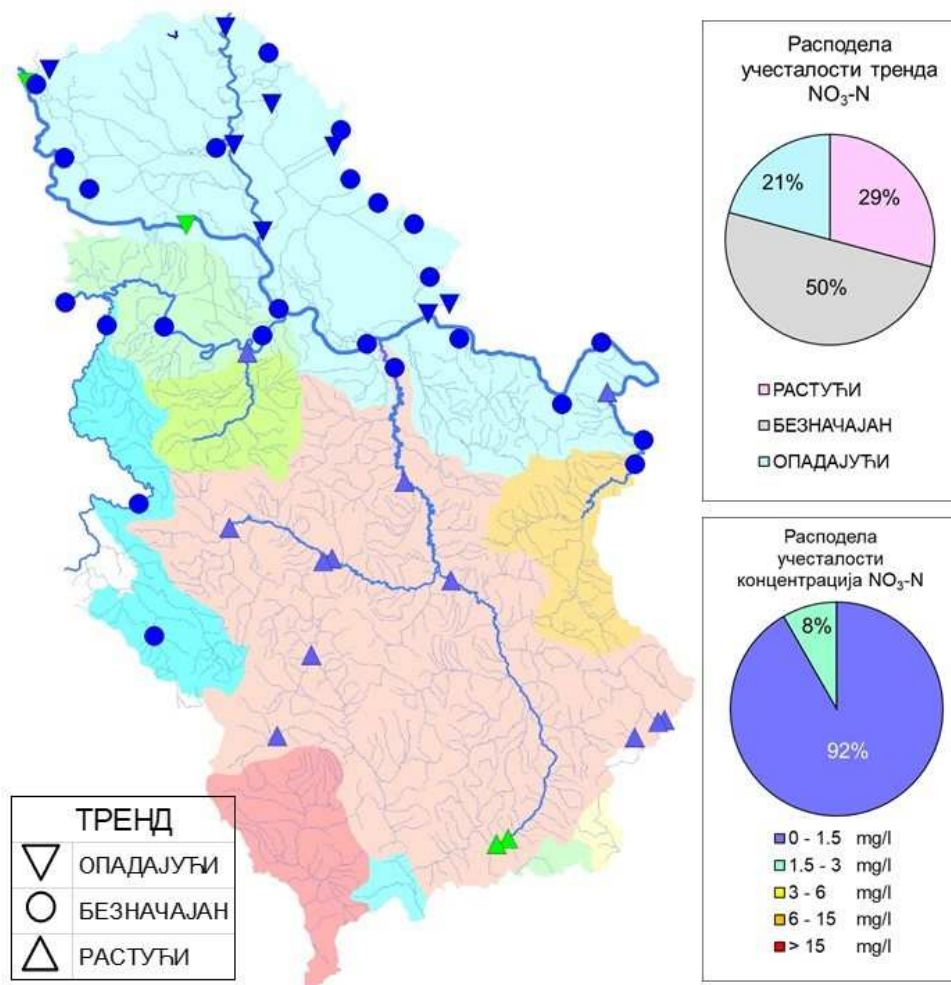 Расподела
учесталости тренда
NO₃-N
21%
29%
50%
РАСТУЋИ
БЕЗНАЧАЈАН
ОПАДАЈУЋИ
Расподела
учесталости
концентрација NO₃-N
8%
92%
0 - 1.5 mg/l
1.5 - 3 mg/l
3 - 6 mg/l
6 - 15 mg/l
> 15 mg/l
ТРЕНД
ОПАДАЈУЋИ
БЕЗНАЧАЈАН
РАСТУЋИ